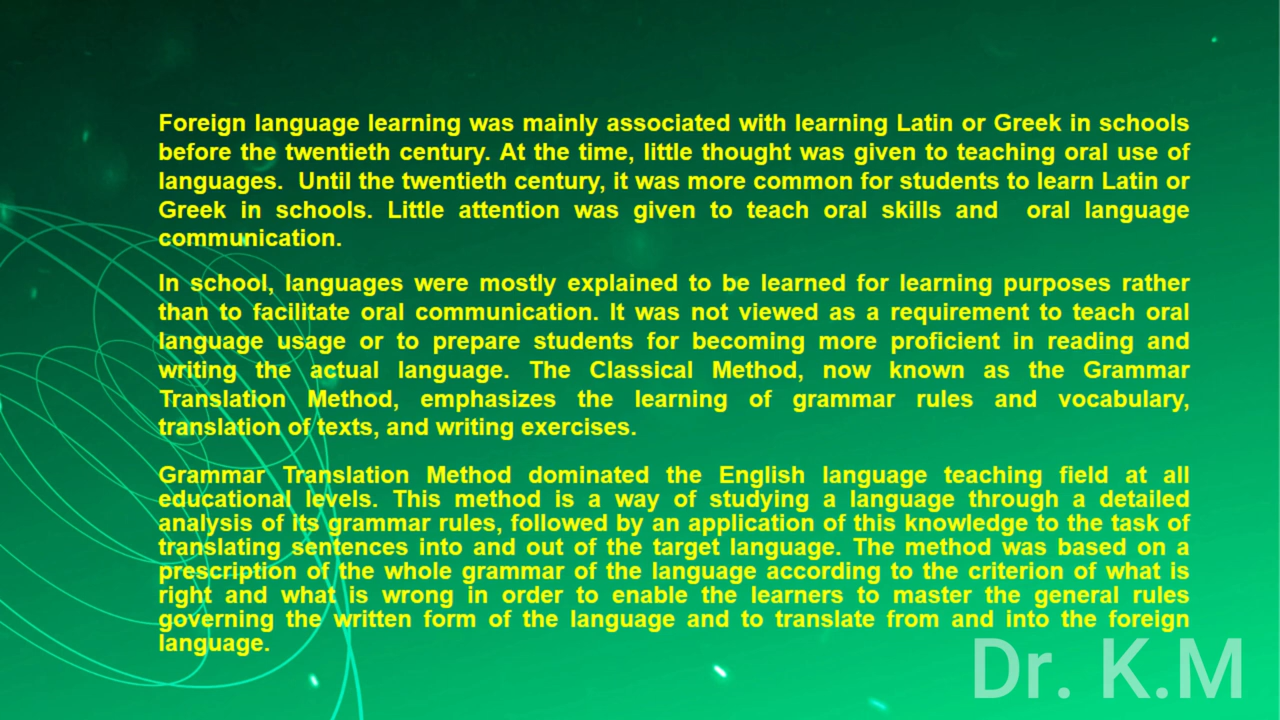 Foreign language learning was mainly associated with learning Latin or Greek in schools
before the twentieth century. At the time, little thought was given to teaching oral use of
languages.  Until the twentieth century, it was more common for students to learn Latin or
Greek in schools. Little attention was given to teach oral skills and  oral language
communication.
In school, languages were mostly explained to be learned for learning purposes rather
than to facilitate oral communication. It was not viewed as a requirement to teach oral
language usage or to prepare students for becoming more proficient in reading and
writing the actual language. The Classical Method, now known as the Grammar
Translation Method, emphasizes the learning of grammar rules and vocabulary,
translation of texts, and writing exercises.
Grammar Translation Method dominated the English language teaching field at all
educational levels. This method is a way of studying a language through a detailed
analysis of its grammar rules, followed by an application of this knowledge to the task of
translating sentences into and out of the target language. The method was based on a
prescription of the whole grammar of the language according to the criterion of what is
right and what is wrong in order to enable the learners to master the general rules
governing the written form of the language and to translate from and into the foreign
language.
Dr. K.M